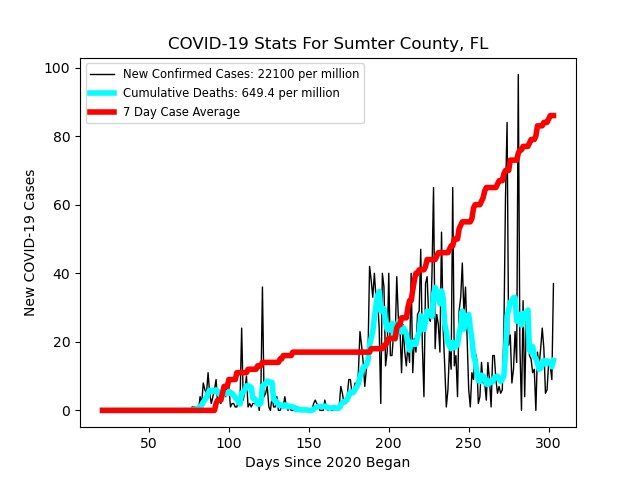 COVID-19 Stats For Sumter County, FL
New Confirmed Cases: 22100 per million
Cumulative Deaths: 649.4 per million
7 Day Case Average
100
80
60
40
20
0
New COVID-19 Cases
50 100 150 200 250 300
Days Since 2020 Began